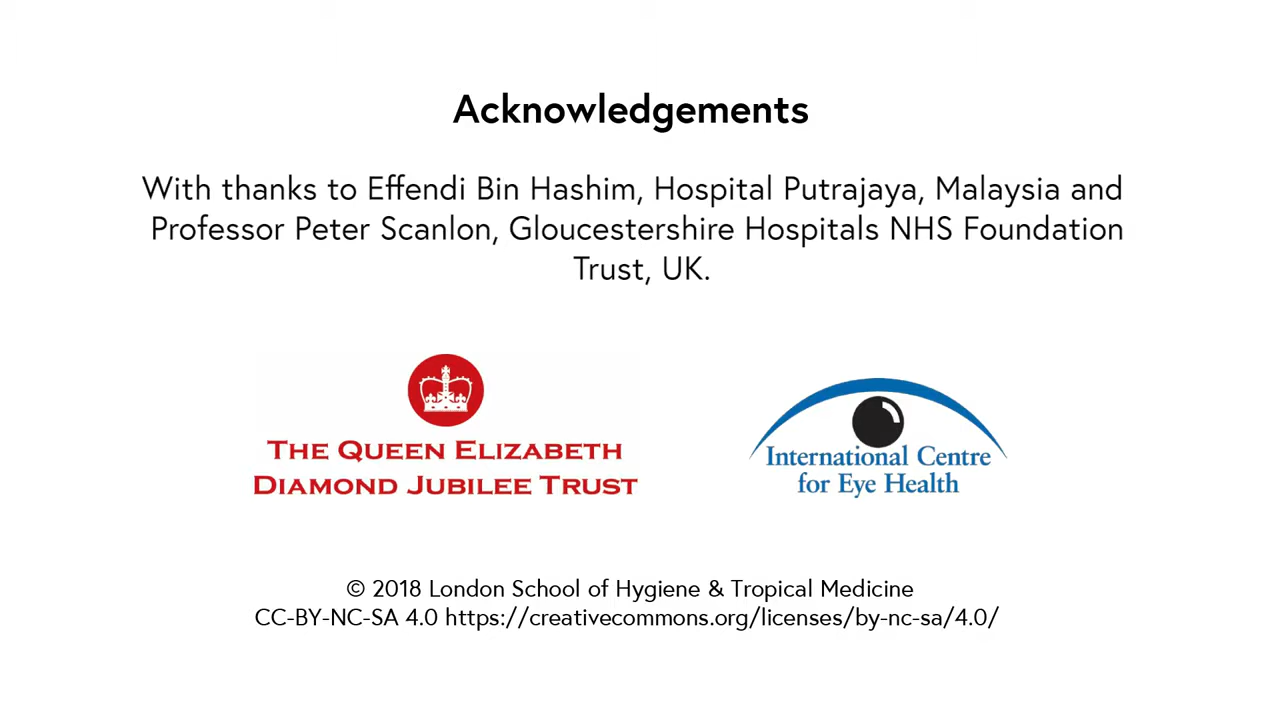 Acknowledgements
With thanks to Effendi Bin Hashim, Hospital Putrajaya, Malaysia and
Professor Peter Scanlon, Gloucestershire Hospitals NHS Foundation
Trust, UK.
THE QUEEN ELIZABETH
DIAMOND JUBILEE TRUST
International Centre
for Eye Health
© 2018 London School of Hygiene & Tropical Medicine
CC-BY-NC-SA 4.0 https://creativecommons.org/licenses/by-nc-sa/4.0/